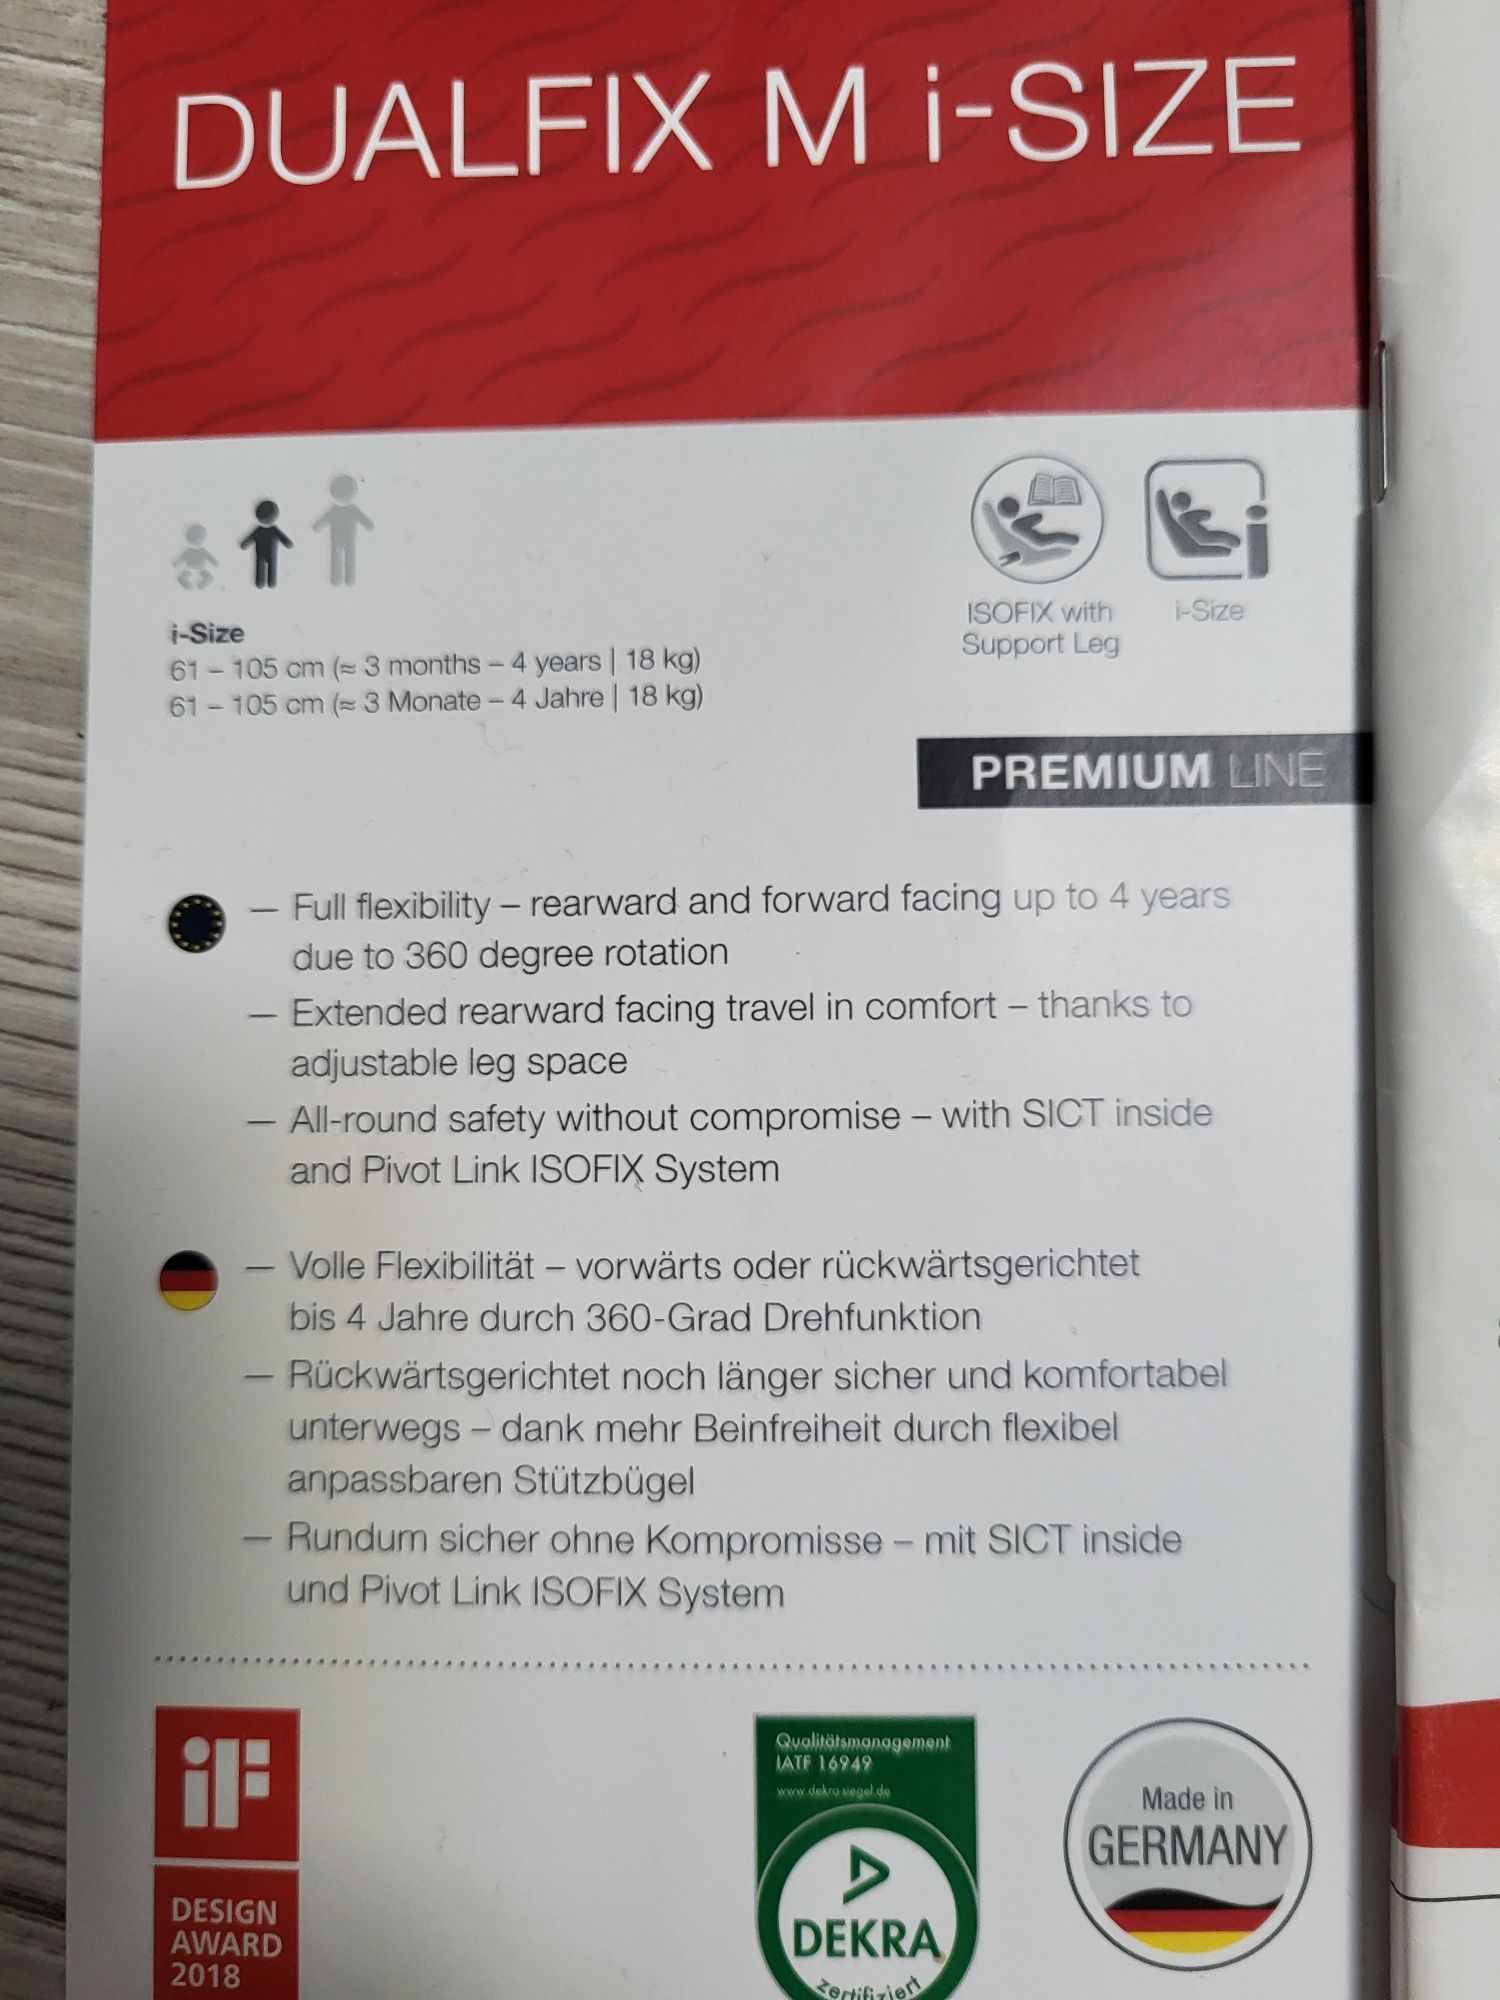 DUALFIX M i-SIZE
ISOFIX with
Support Leg
i-Size
i-Size
61 – 105 cm (≈ 3 months – 4 years | 18 kg)
61 – 105 cm (≈ 3 Monate – 4 Jahre | 18 kg)
PREMIUM LINE
— Full flexibility – rearward and forward facing up to 4 years
due to 360 degree rotation
— Extended rearward facing travel in comfort – thanks to
adjustable leg space
— All-round safety without compromise – with SICT inside
and Pivot Link ISOFIX System
— Volle Flexibilität – vorwärts oder rückwärtsgerichtet
bis 4 Jahre durch 360-Grad Drehfunktion
— Rückwärtsgerichtet noch länger sicher und komfortabel
unterwegs – dank mehr Beinfreiheit durch flexibel
anpassbaren Stützbügel
— Rundum sicher ohne Kompromisse – mit SICT inside
und Pivot Link ISOFIX System
iF
DESIGN
AWARD
2018
Qualitätsmanagement
IATF 16949
www.dekra-siegel.de
DEKRA
zertifiziert
Made in
GERMANY